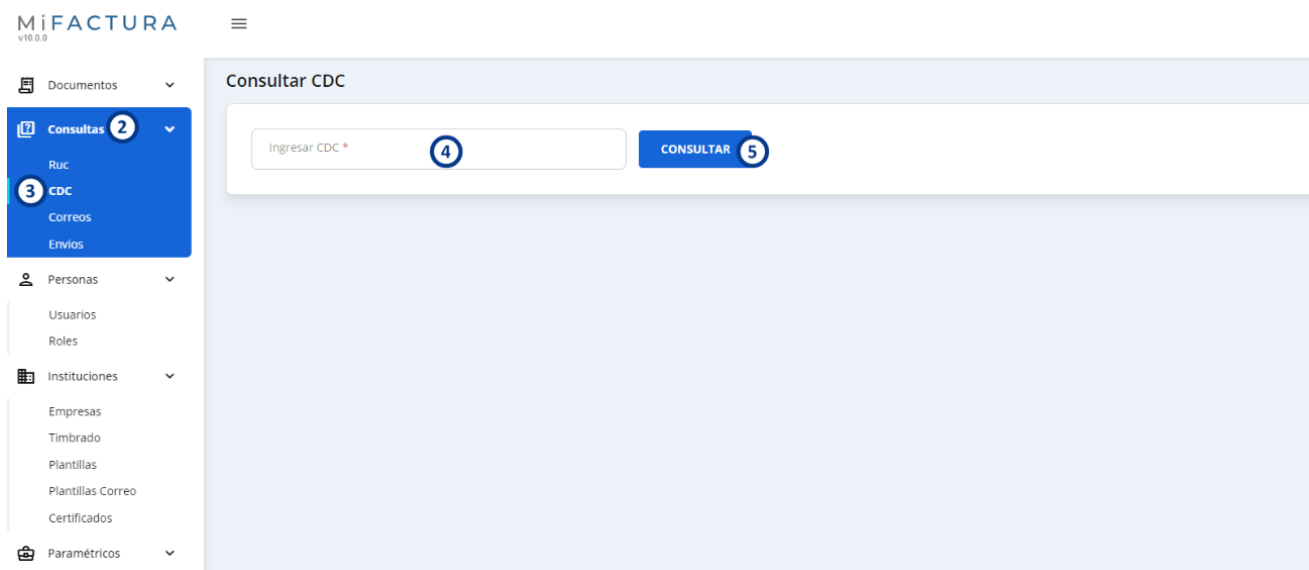 MiFACTURA
v10.0.0
Documentos
Consultas 2
Ruc
3 CDC
Correos
Envios
Personas
Usuarios
Roles
Instituciones
Empresas
Timbrado
Plantillas
Plantillas Correo
Certificados
Paramétricos
Consultar CDC
Ingresar CDC * 4
CONSULTAR 5